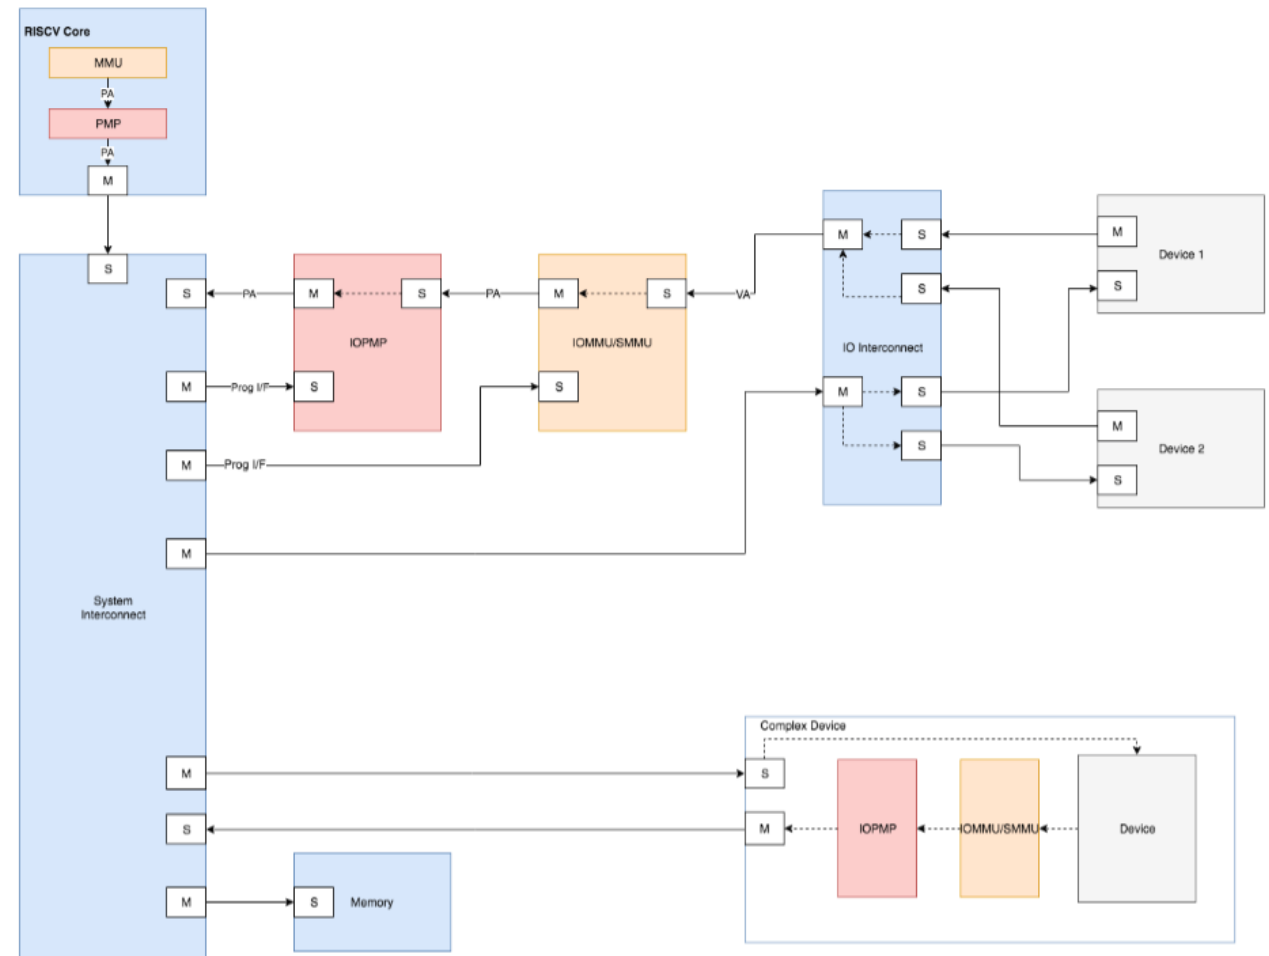 RISCV Core
MMU
PA
PMP
PA
M
S
S
PA
M
S
PA
M
S
VA
IOPMP
IOMMU/SMMU
M
Prog I/F
S
S
M
Prog I/F
M
System
Interconnect
M
S
S
IO Interconnect
M
S
S
M
Device 1
S
M
Device 2
S
M
S
M
Complex Device
S
M
IOPMP
IOMMU/SMMU
Device
S
Memory